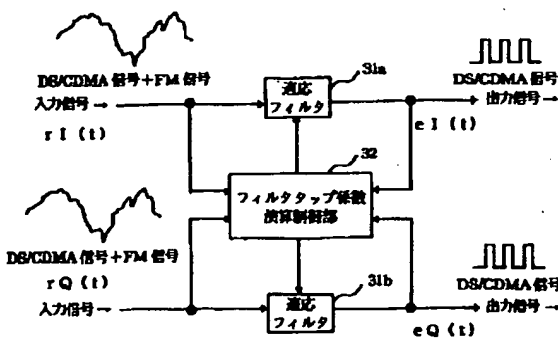 DS/CDMA 信号+FM 信号
入力信号→
r I (t)
適応
フィルタ
31a
DS/CDMA 信号
出力信号→
e I (t)
32
フィルタタップ係数
演算制御部
DS/CDMA 信号+FM 信号
r Q (t)
入力信号→
適応
フィルタ
31b
DS/CDMA 信号
出力信号→
e Q (t)